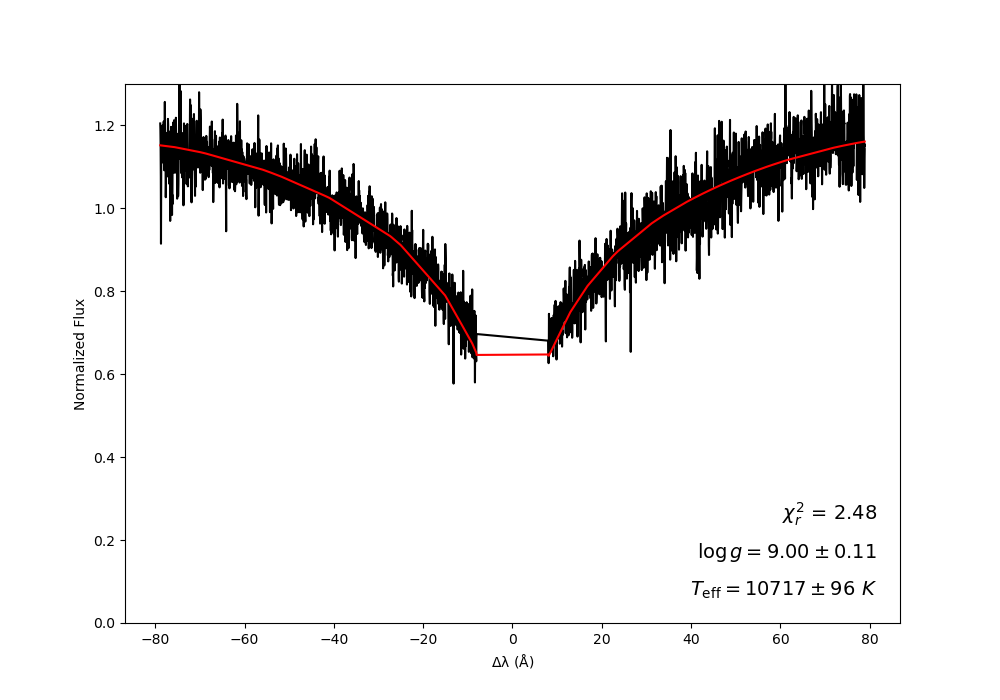 1.2
1.0
0.8
0.6
0.4
0.2
0.0
Normalized Flux
χ²ᵣ = 2.48
log g = 9.00 ± 0.11
T_eff = 10717 ± 96 K
−80 −60 −40 −20 0 20 40 60 80
Δλ (Å)